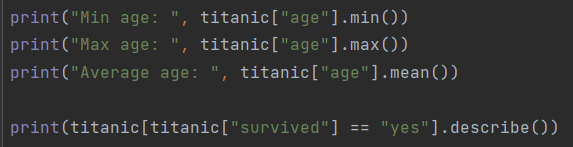 print("Min age: ", titanic["age"].min())
print("Max age: ", titanic["age"].max())
print("Average age: ", titanic["age"].mean())
print(titanic[titanic["survived"] == "yes"].describe())